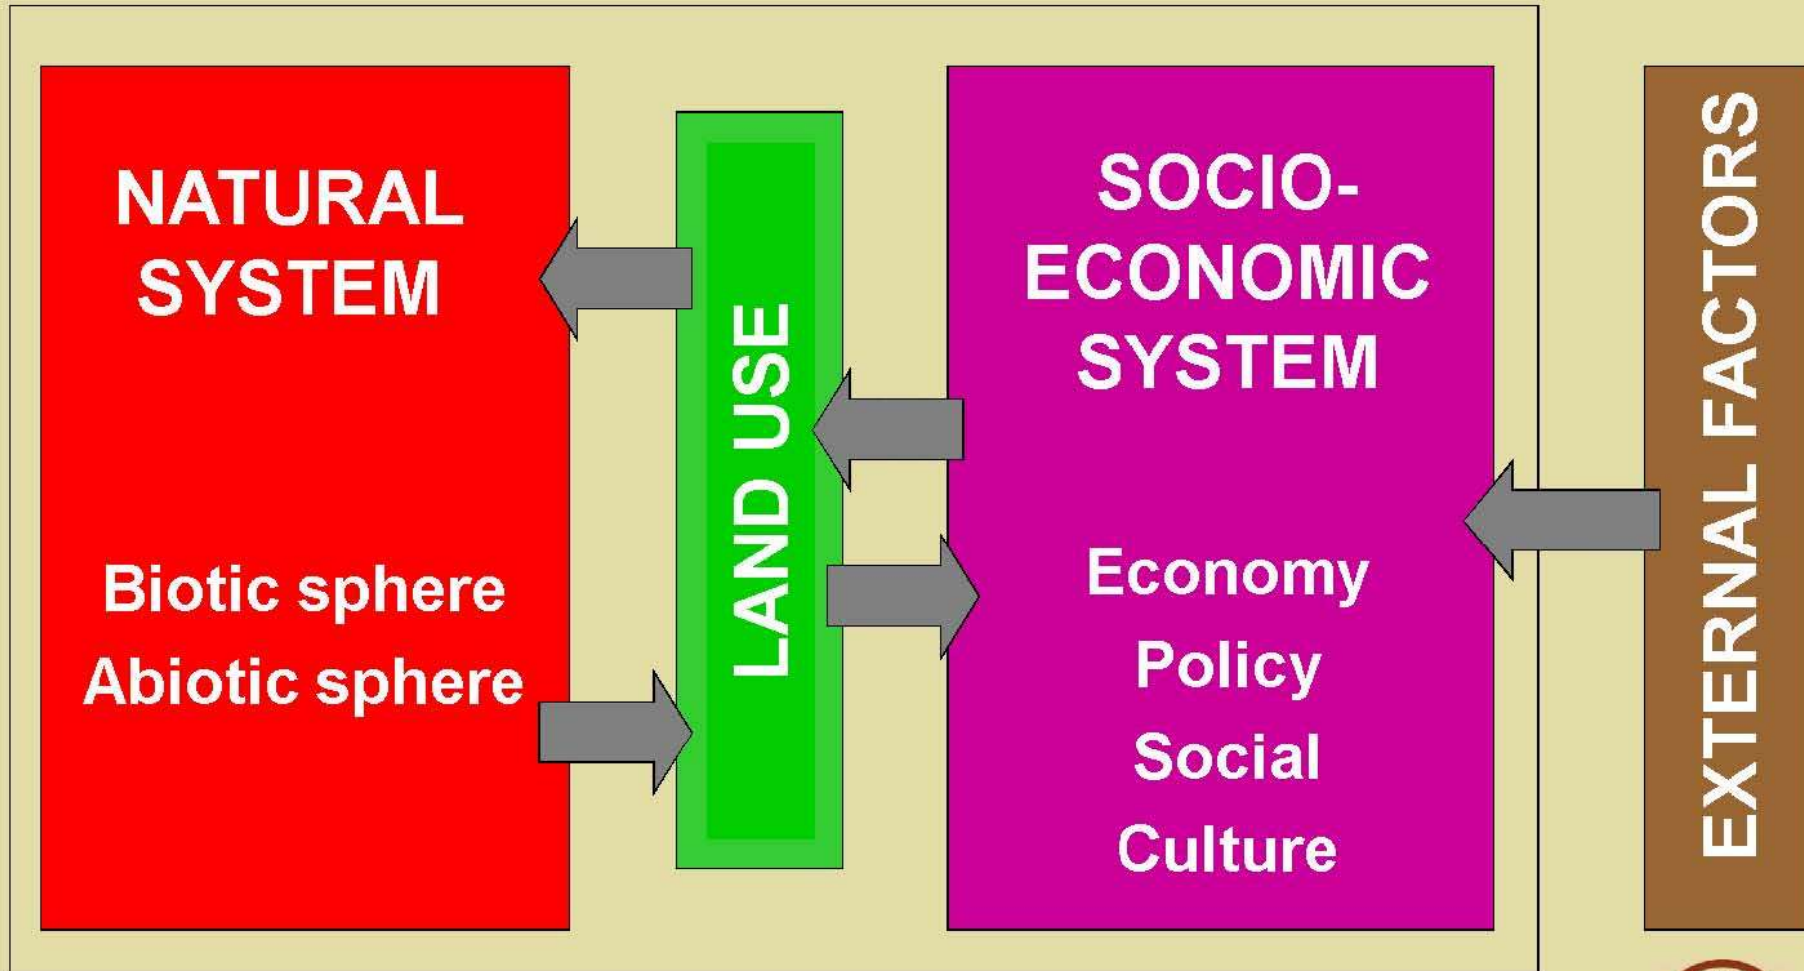 NATURAL
SYSTEM
Biotic sphere
Abiotic sphere
LAND USE
SOCIO-
ECONOMIC
SYSTEM
Economy
Policy
Social
Culture
EXTERNAL FACTORS